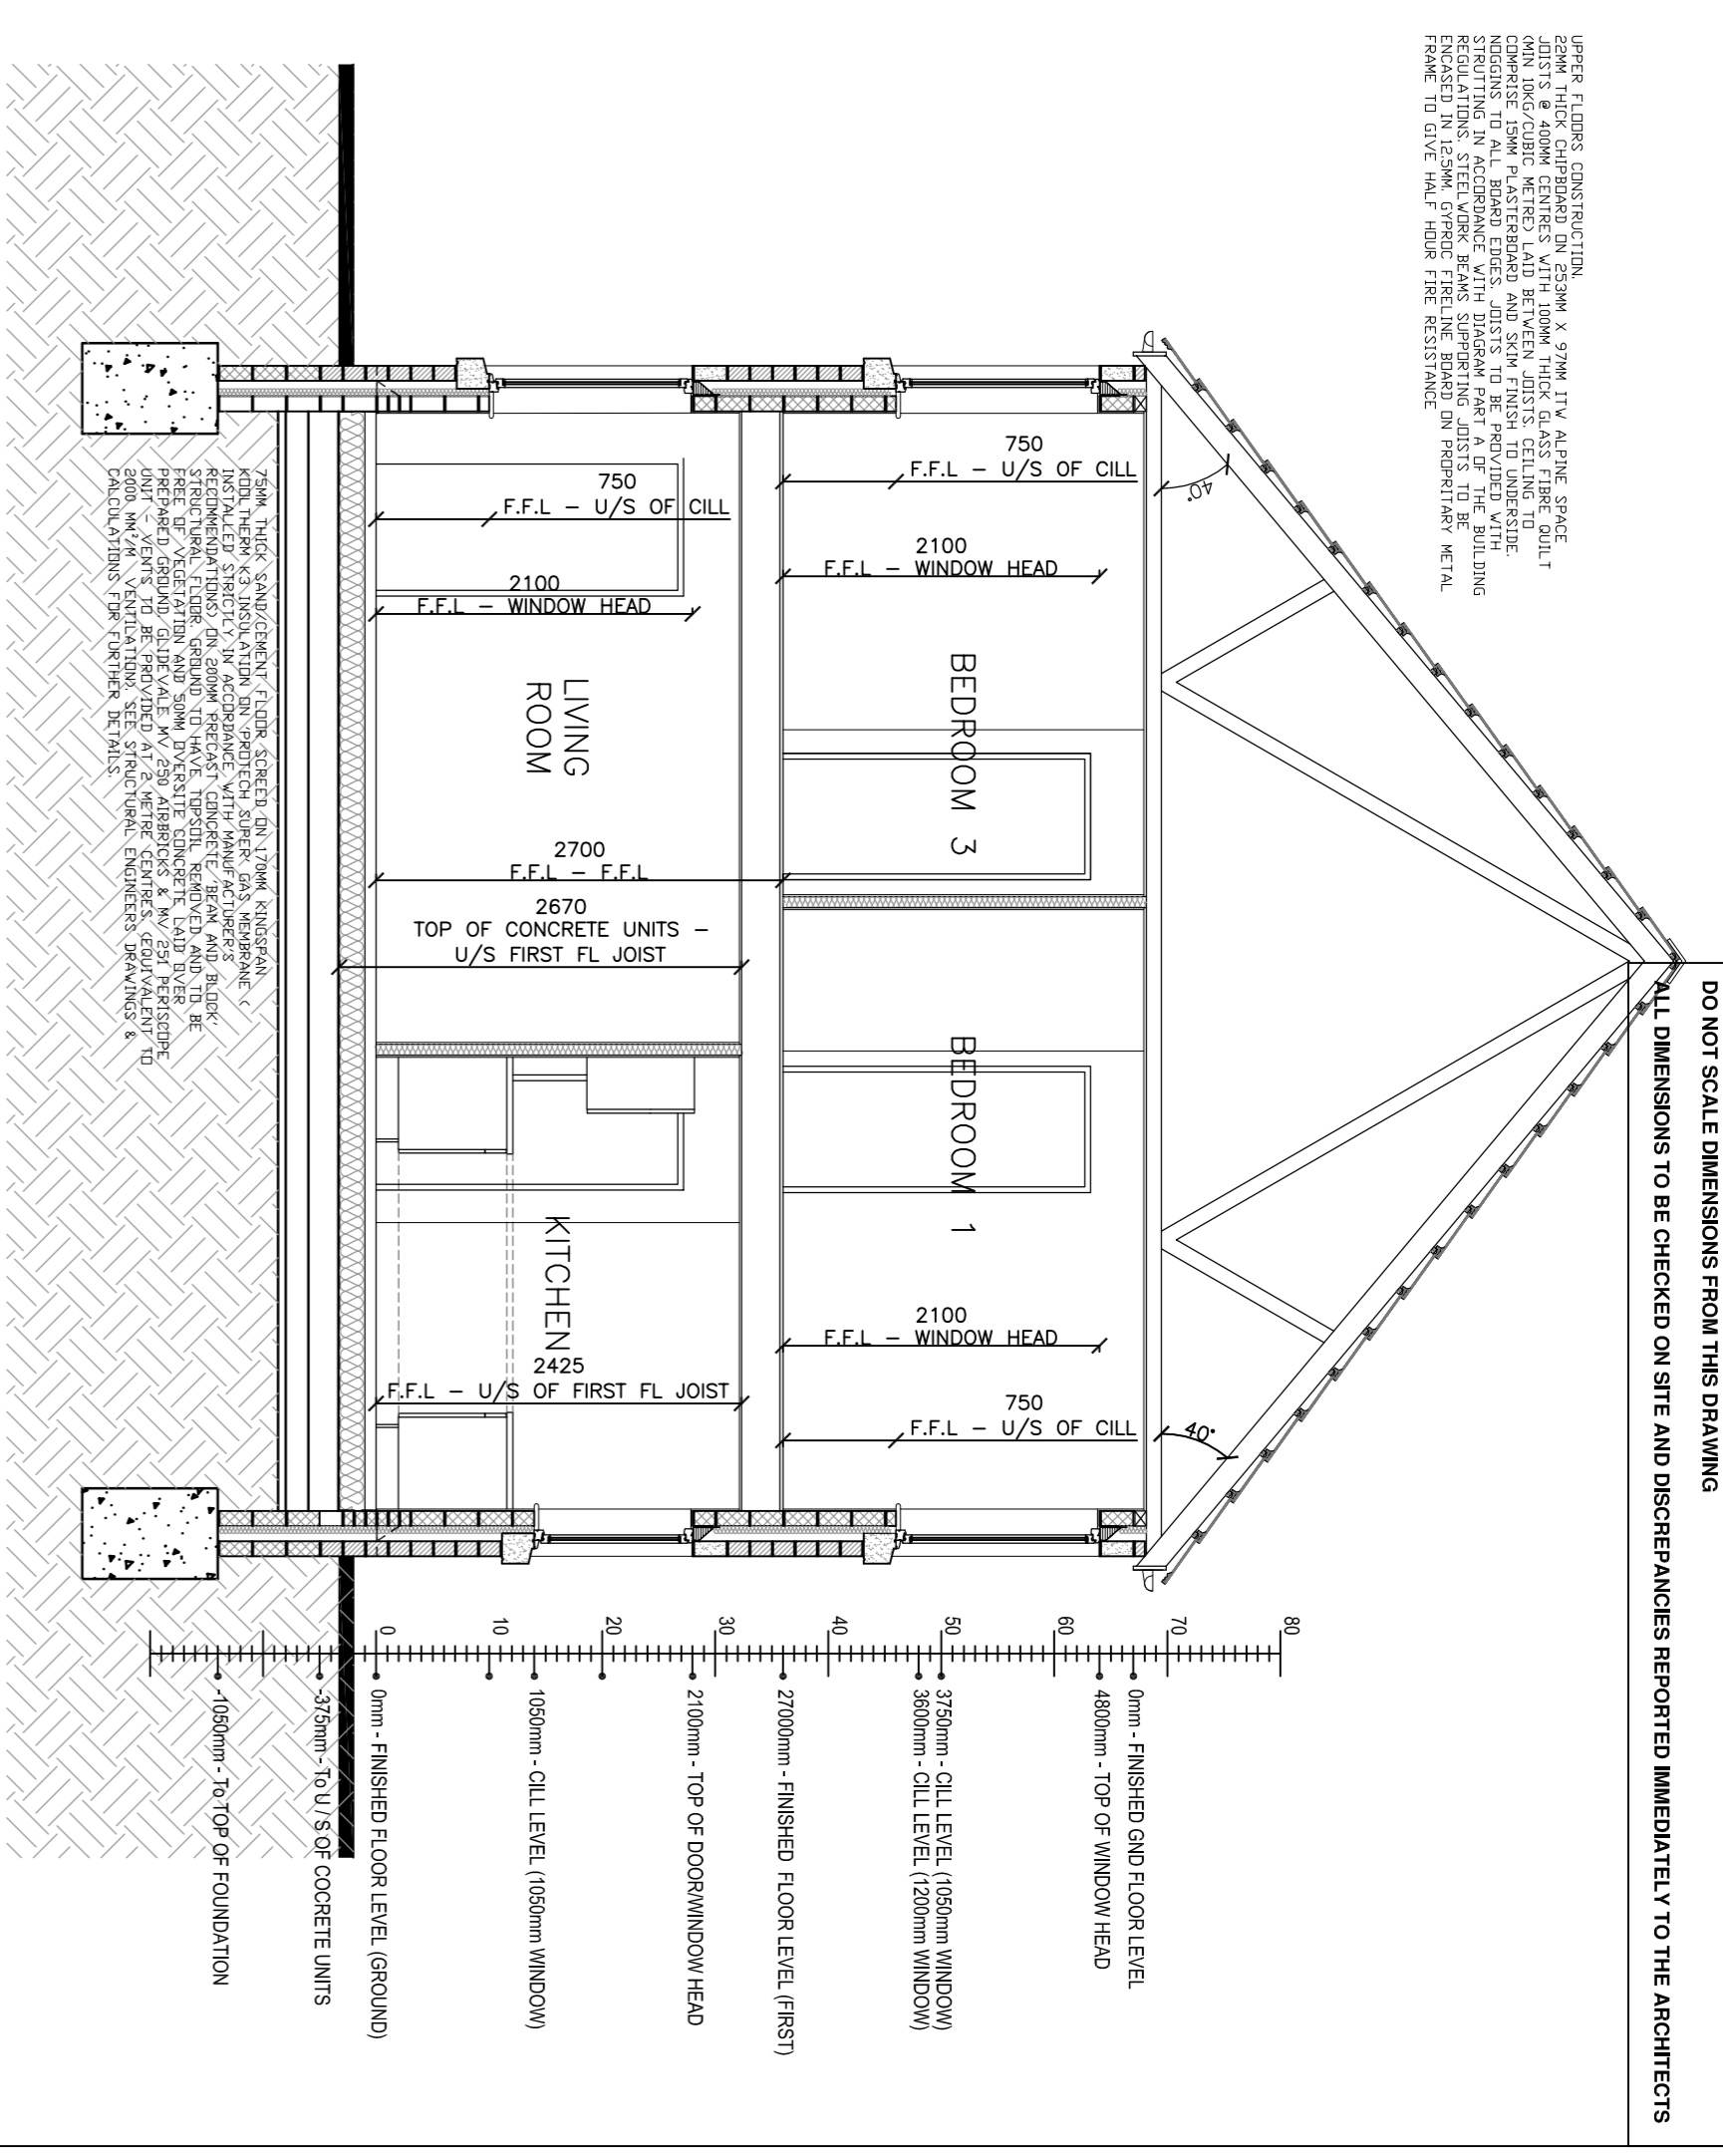 DO NOT SCALE DIMENSIONS FROM THIS DRAWING
ALL DIMENSIONS TO BE CHECKED ON SITE AND DISCREPANCIES REPORTED IMMEDIATELY TO THE ARCHITECTS
UPPER FLOORS CONSTRUCTION.
22MM THICK CHIPBOARD ON 253MM X 97MM ITW ALPINE SPACE
JOISTS @ 400MM CENTRES WITH 100MM THICK GLASS FIBRE QUILT
(MIN 10KG/CUBIC METRE) LAID BETWEEN JOISTS. CEILING TO
COMPRISE 15MM PLASTERBOARD AND SKIM FINISH TO UNDERSIDE.
NOGGINS TO ALL BOARD EDGES. JOISTS TO BE PROVIDED WITH
STRUTTING IN ACCORDANCE WITH DIAGRAM PART A OF THE BUILDING
REGULATIONS. STEELWORK BEAMS SUPPORTING JOISTS TO BE
ENCASED IN 12.5MM. GYPROC FIRELINE BOARD ON PROPRITARY METAL
FRAME TO GIVE HALF HOUR FIRE RESISTANCE
40°
40°
750
F.F.L - U/S OF CILL
2100
F.F.L - WINDOW HEAD
BEDROOM 3
BEDROOM 1
2100
F.F.L - WINDOW HEAD
750
F.F.L - U/S OF CILL
750
F.F.L - U/S OF CILL
2100
F.F.L - WINDOW HEAD
LIVING
ROOM
2700
F.F.L - F.F.L
2670
TOP OF CONCRETE UNITS -
U/S FIRST FL JOIST
KITCHEN
2425
F.F.L - U/S OF FIRST FL JOIST
75MM THICK SAND/CEMENT FLOOR SCREED ON 170MM KINGSPAN
KOOLTHERM K3 INSULATION ON 'PROTECH SUPER' GAS MEMBRANE (
INSTALLED STRICTLY IN ACCORDANCE WITH MANUFACTURER'S
RECOMMENDATIONS) ON 200MM PRECAST CONCRETE 'BEAM AND BLOCK'
STRUCTURAL FLOOR. GROUND TO HAVE TOPSOIL REMOVED AND TO BE
FREE OF VEGETATION AND 50MM OVERSITE CONCRETE LAID OVER
PREPARED GROUND. GLIDEVALE MV 250 AIRBRICKS & MV 251 PERISCOPE
UNIT - VENTS TO BE PROVIDED AT 2 METRE CENTRES. (EQUIVALENT TO
2000 MM²/M VENTILATION). SEE STRUCTURAL ENGINEERS DRAWINGS &
CALCULATIONS FOR FURTHER DETAILS.
80
70
60
50
40
30
20
10
0
0mm - FINISHED GND FLOOR LEVEL
4800mm - TOP OF WINDOW HEAD
3750mm - CILL LEVEL (1050mm WINDOW)
3600mm - CILL LEVEL (1200mm WINDOW)
27000mm - FINISHED FLOOR LEVEL (FIRST)
2100mm - TOP OF DOOR/WINDOW HEAD
1050mm - CILL LEVEL (1050mm WINDOW)
0mm - FINISHED FLOOR LEVEL (GROUND)
-375mm - To U / S OF COCRETE UNITS
-1050mm - To TOP OF FOUNDATION